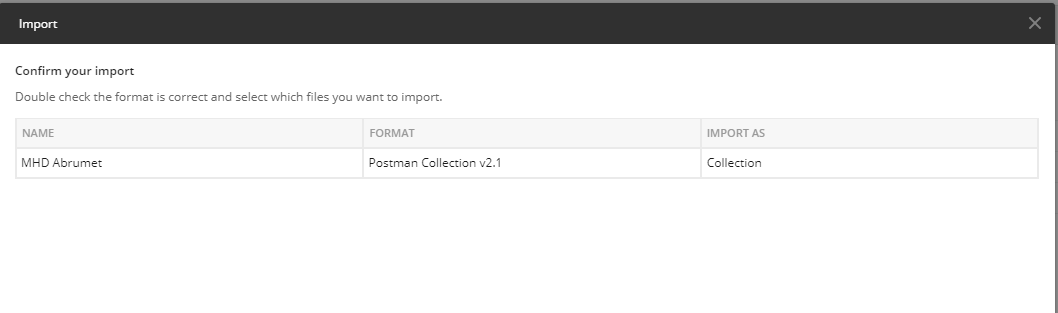 Import
Confirm your import
Double check the format is correct and select which files you want to import.
NAME FORMAT IMPORT AS
MHD Abrumet Postman Collection v2.1 Collection